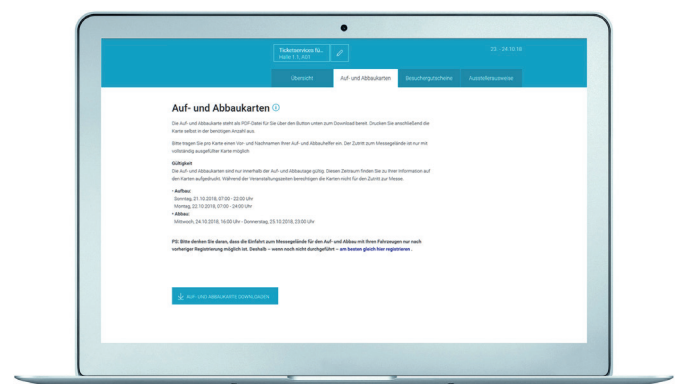 Ticketservices fü...
Halle 1.1, A01
23. - 24.10.18
Übersicht
Auf- und Abbaukarten
Besuchergutscheine
Ausstellerausweise
Auf- und Abbaukarten
Die Auf- und Abbaukarte steht als PDF-Datei für Sie über den Button unten zum Download bereit. Drucken Sie anschließend die
Karte selbst in der benötigen Anzahl aus.
Bitte tragen Sie pro Karte einen Vor- und Nachnamen Ihrer Auf- und Abbauhelfer ein. Der Zutritt zum Messegelände ist nur mit
vollständig ausgefüllter Karte möglich
Gültigkeit
Die Auf- und Abbaukarten sind nur innerhalb der Auf- und Abbautage gültig. Diesen Zeitraum finden Sie zu Ihrer Information auf
den Karten aufgedruckt. Während der Veranstaltungszeiten berechtigen die Karten nicht für den Zutritt zur Messe.
• Aufbau:
Sonntag, 21.10.2018, 07:00 - 22:00 Uhr
Montag, 22.10.2018, 07:00 - 24:00 Uhr
• Abbau:
Mittwoch, 24.10.2018, 16:00 Uhr - Donnerstag, 25.10.2018, 23:00 Uhr
PS: Bitte denken Sie daran, dass die Einfahrt zum Messegelände für den Auf- und Abbau mit Ihren Fahrzeugen nur nach
vorheriger Registrierung möglich ist. Deshalb – wenn noch nicht durchgeführt – am besten gleich hier registrieren .
AUF- UND ABBAUKARTE DOWNLOADEN